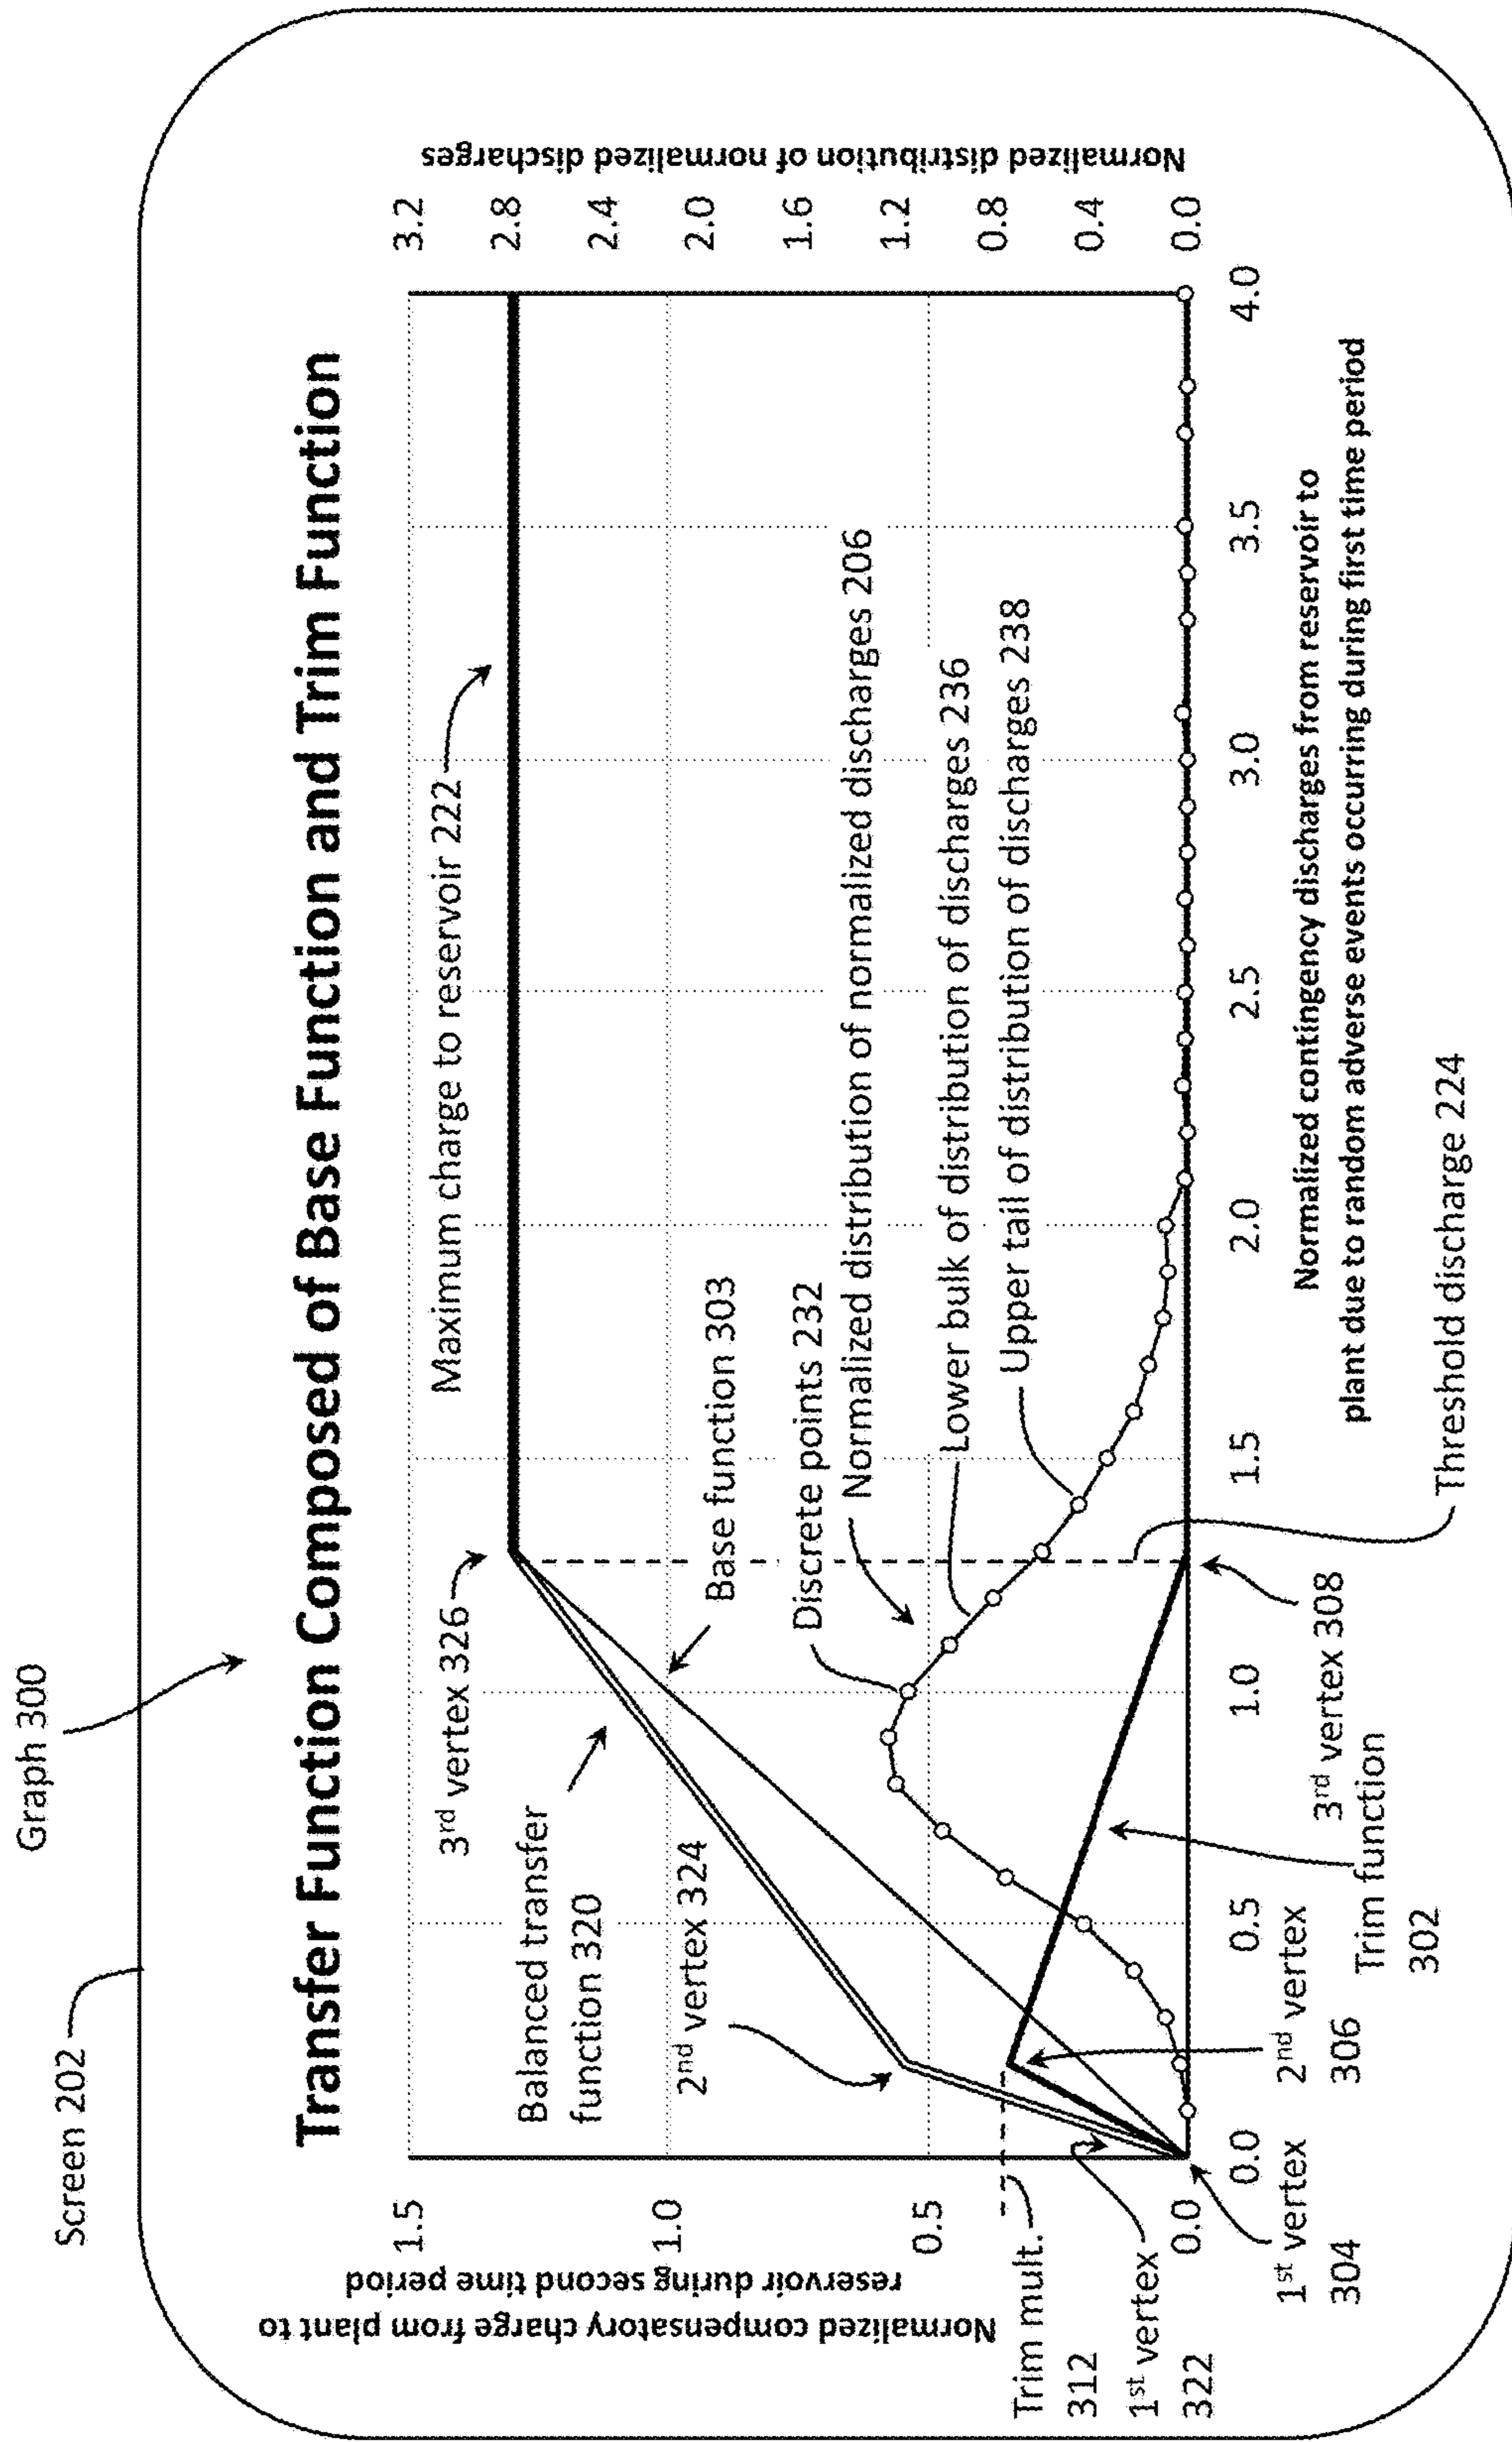 Graph 300
Screen 202
Transfer Function Composed of Base Function and Trim Function
Normalized compensatory charge from plant to
reservoir during second time period
1.5
1.0
0.5
0.0
Normalized distribution of normalized discharges
3.2
2.8
2.4
2.0
1.6
1.2
0.8
0.4
0.0
3rd vertex 326
Maximum charge to reservoir 222
Balanced transfer
function 320
Base function 303
2nd vertex 324
Discrete points 232
Normalized distribution of normalized discharges 206
Lower bulk of distribution of discharges 236
Upper tail of distribution of discharges 238
Trim mult.
312
1st vertex
322
0.0
0.5
1.0
1.5
2.0
2.5
3.0
3.5
4.0
1st vertex
304
2nd vertex
306
Trim function
302
3rd vertex 308
Normalized contingency discharges from reservoir to
plant due to random adverse events occurring during first time period
Threshold discharge 224